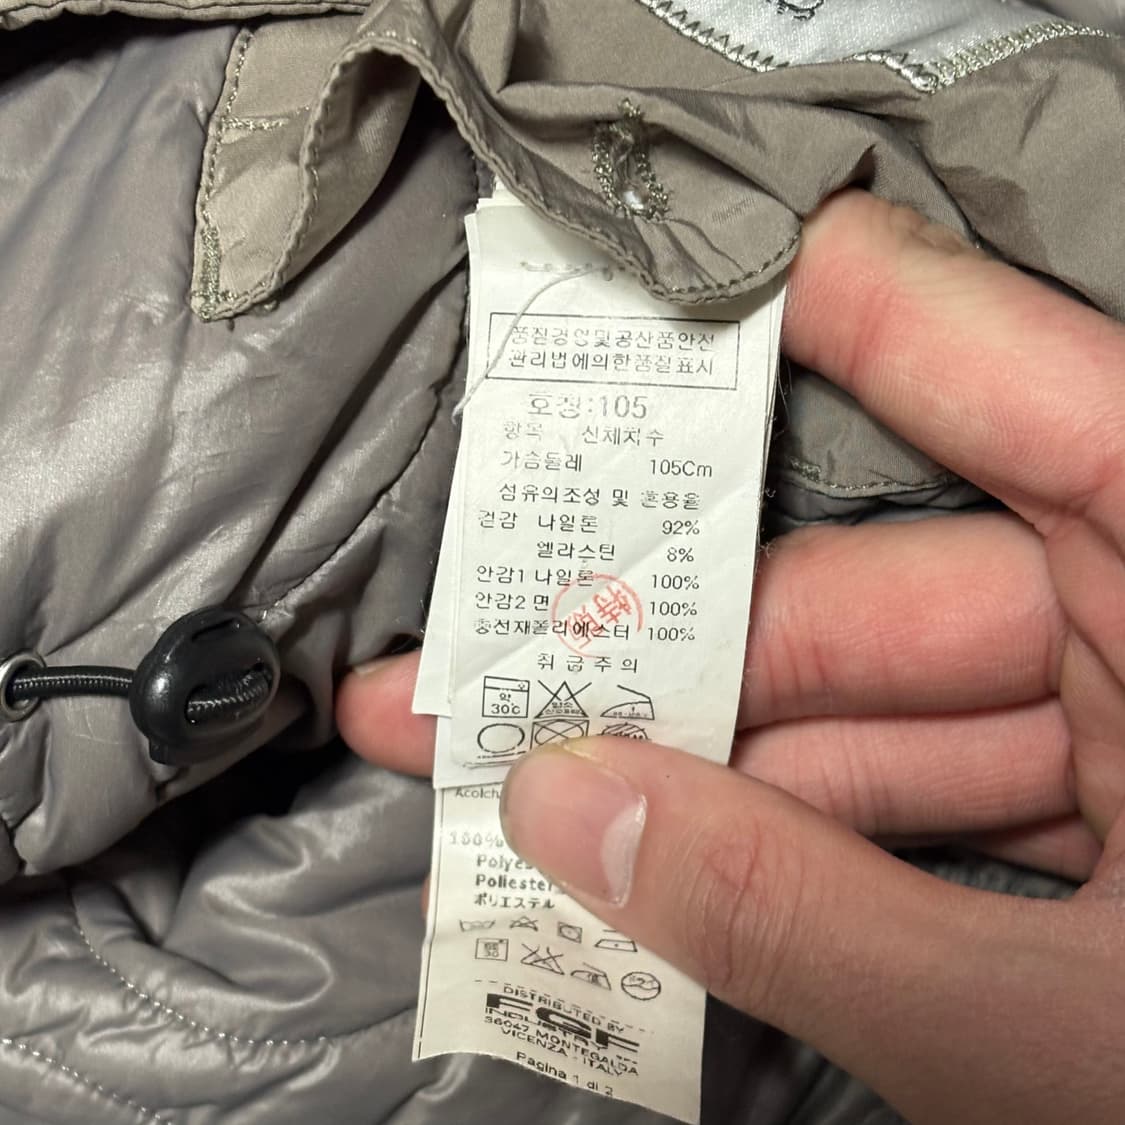 품질경영및공산품안전
관리법에의한품질표시
호칭:105
항목 신체치수
가슴둘레 105Cm
섬유의조성 및 혼용율
겉감 나일론 92%
엘라스틴 8%
안감1 나일론 100%
안감2 면 100%
충전재폴리에스터 100%
취급주의
약
30℃
100%
Poliester
ポリエステル
DISTRIBUTED BY
FGF
INDUSTRY
36047 MONTEGALDA
VICENZA - ITALY
Pagina 1 di 2